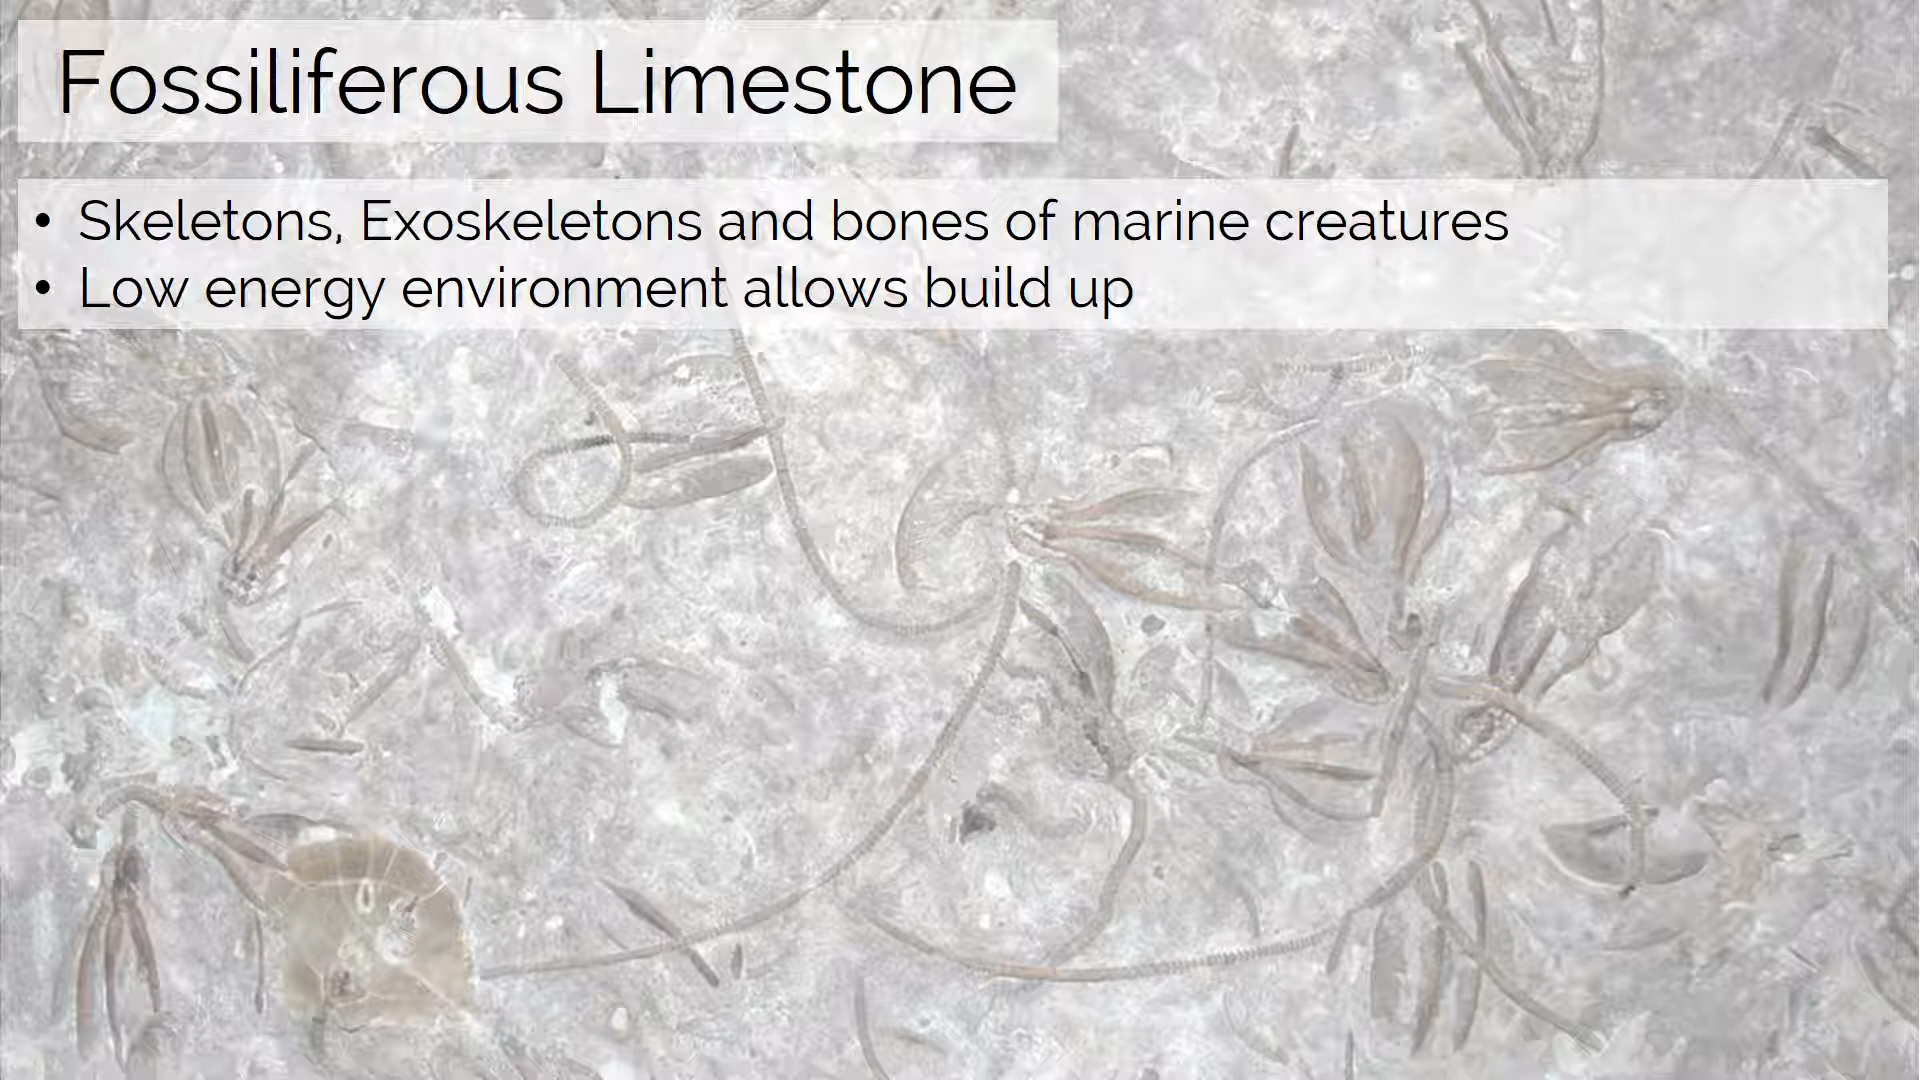 Fossiliferous Limestone
• Skeletons, Exoskeletons and bones of marine creatures
• Low energy environment allows build up